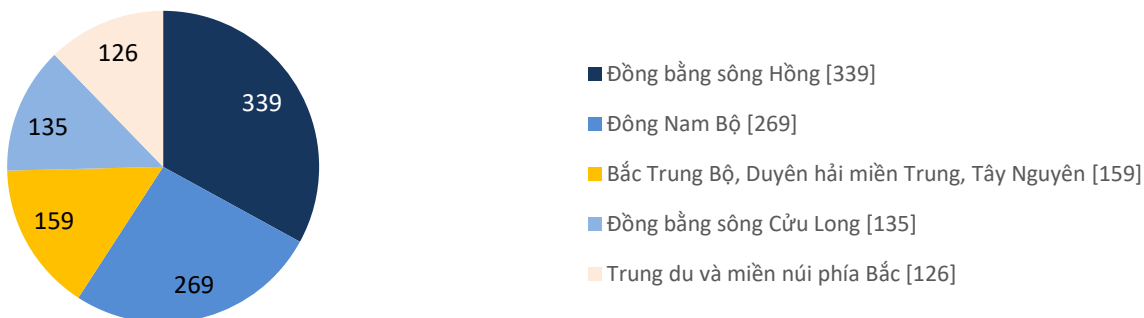 126
339
135
159
269
Đồng bằng sông Hồng [339]
Đông Nam Bộ [269]
Bắc Trung Bộ, Duyên hải miền Trung, Tây Nguyên [159]
Đồng bằng sông Cửu Long [135]
Trung du và miền núi phía Bắc [126]